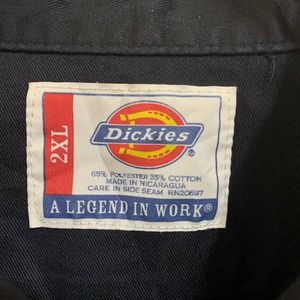 2XL
Dickies®
65% POLYESTER 35% COTTON
MADE IN NICARAGUA
CARE IN SIDE SEAM RN20697
A LEGEND IN WORK®